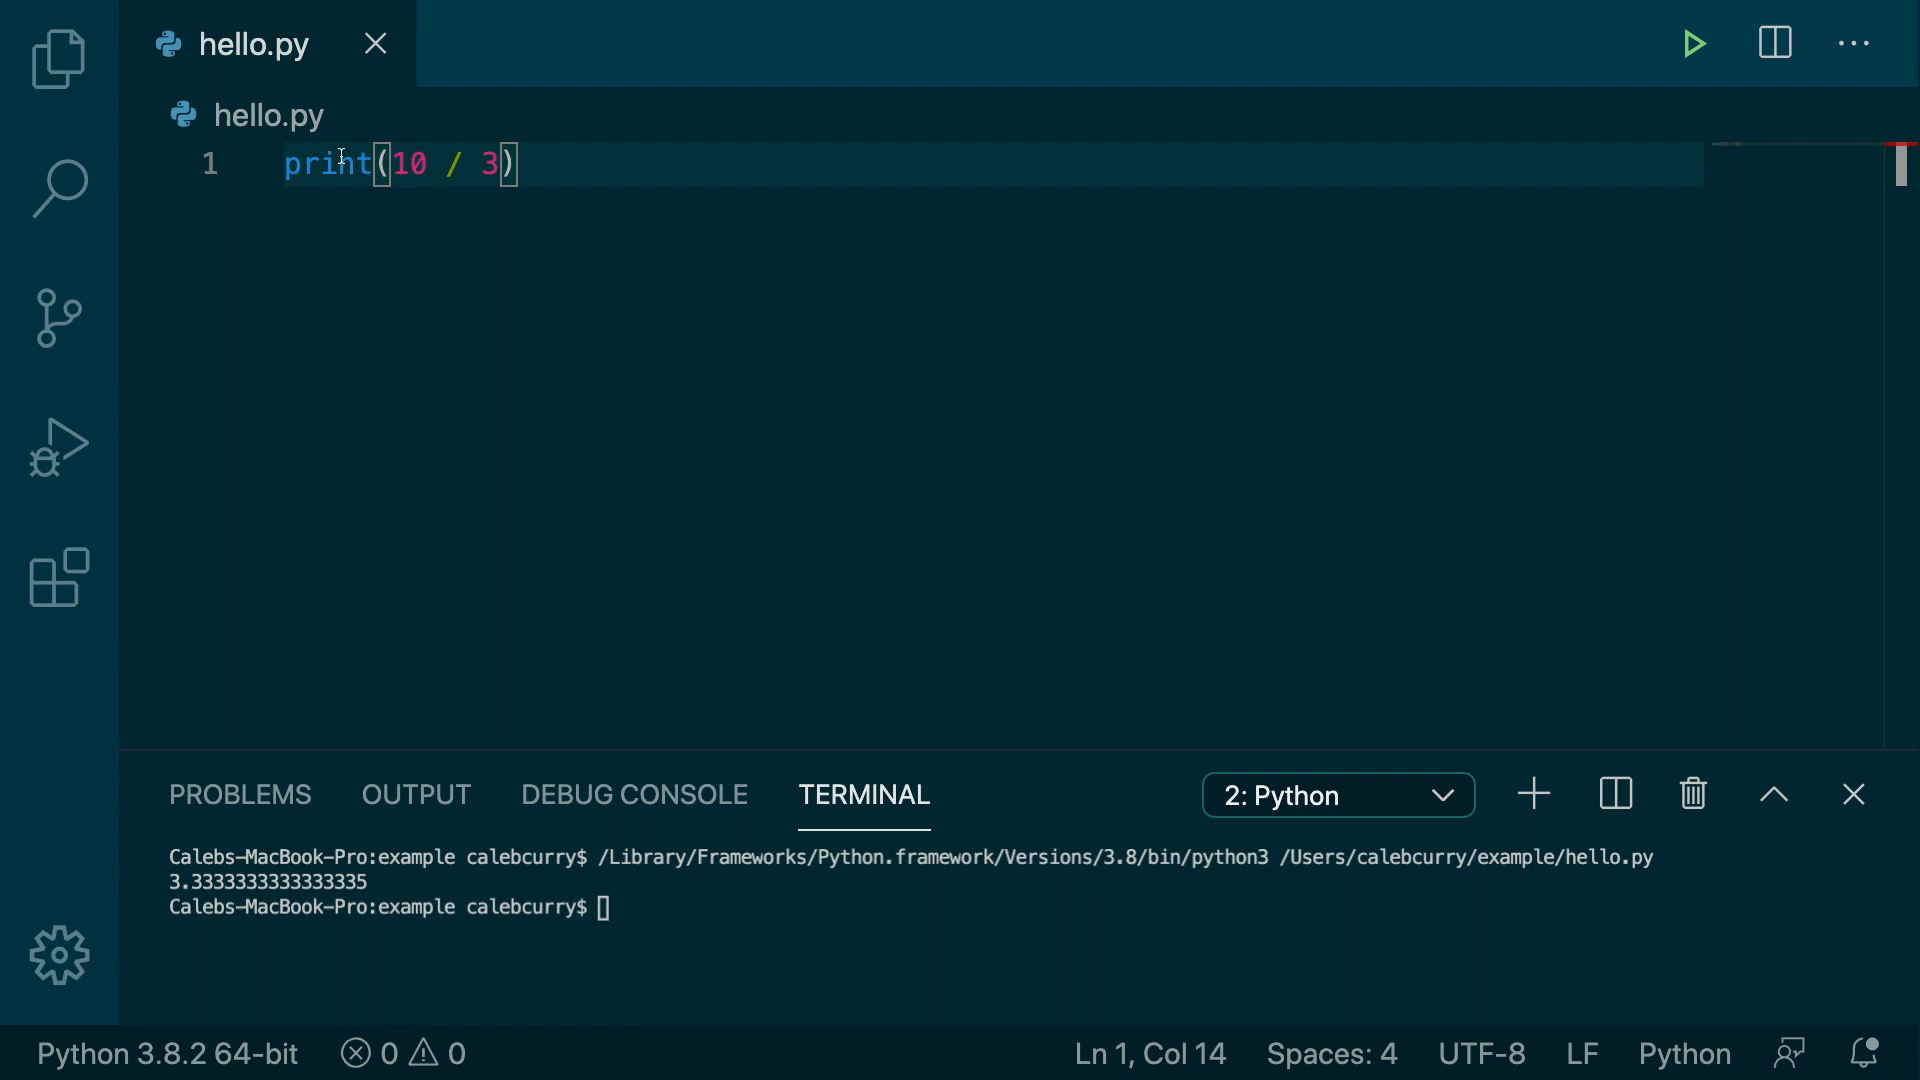 hello.py
hello.py
1 print(10 / 3)
PROBLEMS OUTPUT DEBUG CONSOLE TERMINAL 2: Python
Calebs-MacBook-Pro:example calebcurry$ /Library/Frameworks/Python.framework/Versions/3.8/bin/python3 /Users/calebcurry/example/hello.py
3.3333333333333335
Calebs-MacBook-Pro:example calebcurry$
Python 3.8.2 64-bit 0 0 Ln 1, Col 14 Spaces: 4 UTF-8 LF Python